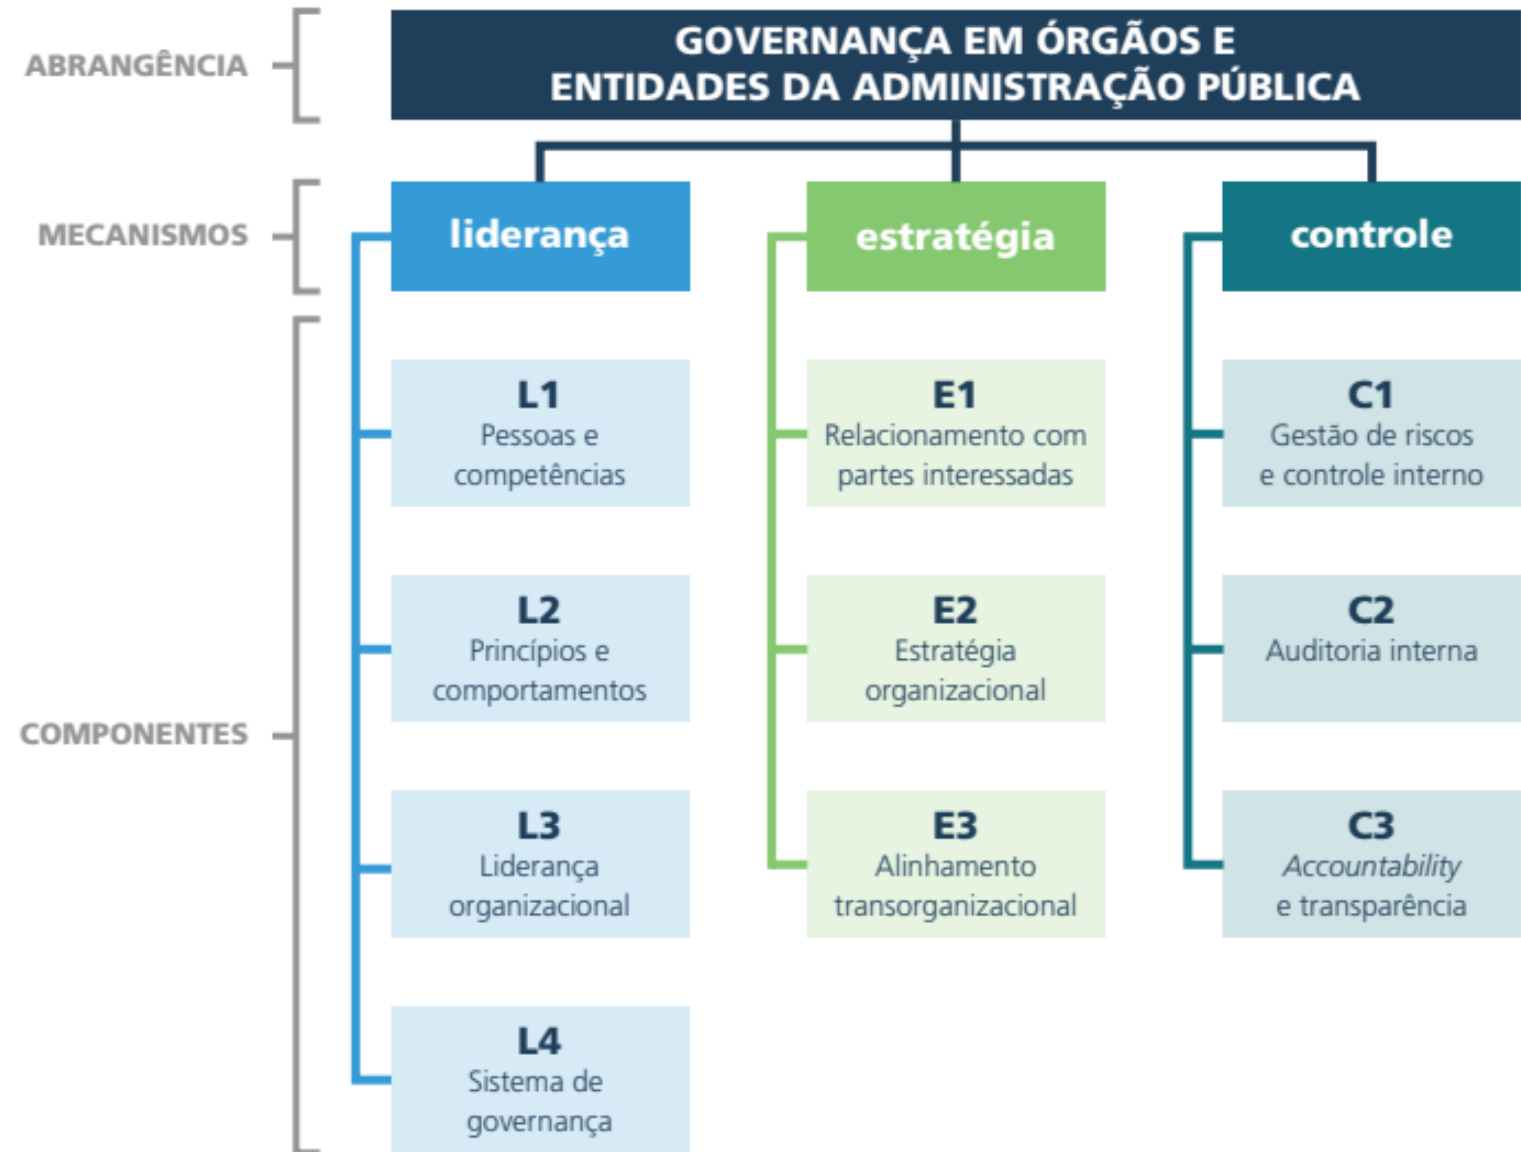 ABRANGÊNCIA
GOVERNANÇA EM ÓRGÃOS E
ENTIDADES DA ADMINISTRAÇÃO PÚBLICA
MECANISMOS
liderança
estratégia
controle
COMPONENTES
L1
Pessoas e
competências
L2
Princípios e
comportamentos
L3
Liderança
organizacional
L4
Sistema de
governança
E1
Relacionamento com
partes interessadas
E2
Estratégia
organizacional
E3
Alinhamento
transorganizacional
C1
Gestão de riscos
e controle interno
C2
Auditoria interna
C3
Accountability
e transparência